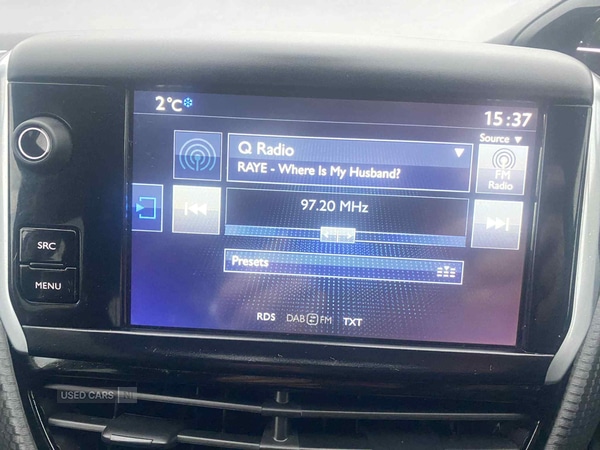 2°C
15:37
Source ▼
Q Radio ▼
RAYE - Where Is My Husband?
FM
Radio
97.20 MHz
SRC
MENU
Presets
RDS DAB FM TXT
USED CARS NI